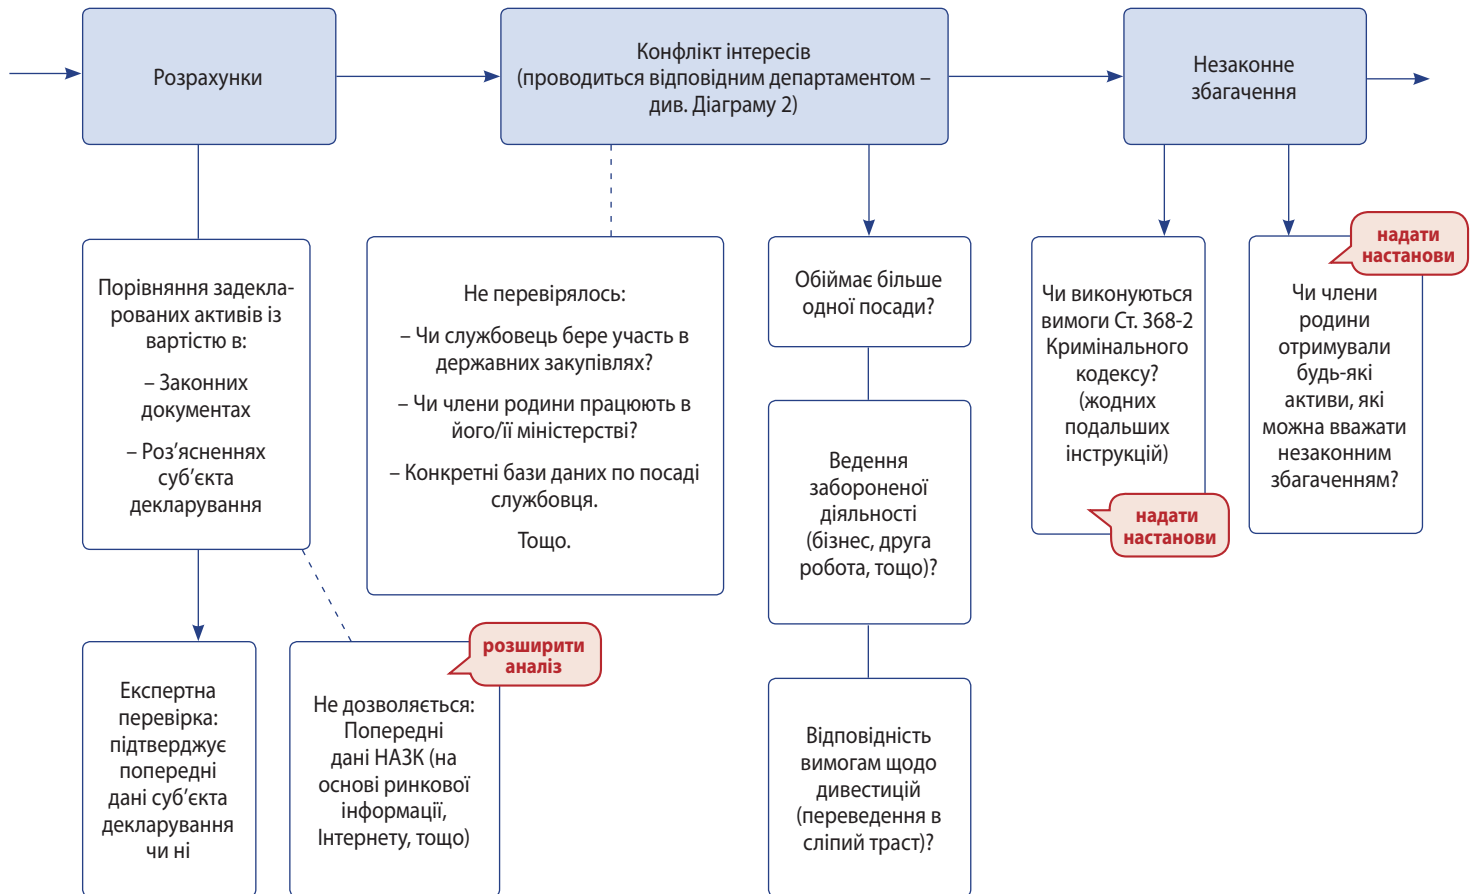 Розрахунки
Конфлікт інтересів
(проводиться відповідним департаментом –
див. Діаграму 2)
Незаконне
збагачення
Порівняння задекла-
рованих активів із
вартістю в:
– Законних
документах
– Роз’ясненнях
суб’єкта
декларування
Не перевірялось:
– Чи службовець бере участь в
державних закупівлях?
– Чи члени родини працюють в
його/її міністерстві?
– Конкретні бази даних по посаді
службовця.
Тощо.
Обіймає більше
одної посади?
Ведення
забороненої
діяльності
(бізнес, друга
робота, тощо)?
Відповідність
вимогам щодо
дивестицій
(переведення в
сліпий траст)?
Чи виконуються
вимоги Ст. 368-2
Кримінального
кодексу?
(жодних
подальших
інструкцій)
надати
настанови
надати
настанови
Чи члени
родини
отримували
будь-які
активи, які
можна вважати
незаконним
збагаченням?
Експертна
перевірка:
підтверджує
попередні
дані суб’єкта
декларування
чи ні
розширити
аналіз
Не дозволяється:
Попередні
дані НАЗК (на
основі ринкової
інформації,
Інтернету, тощо)